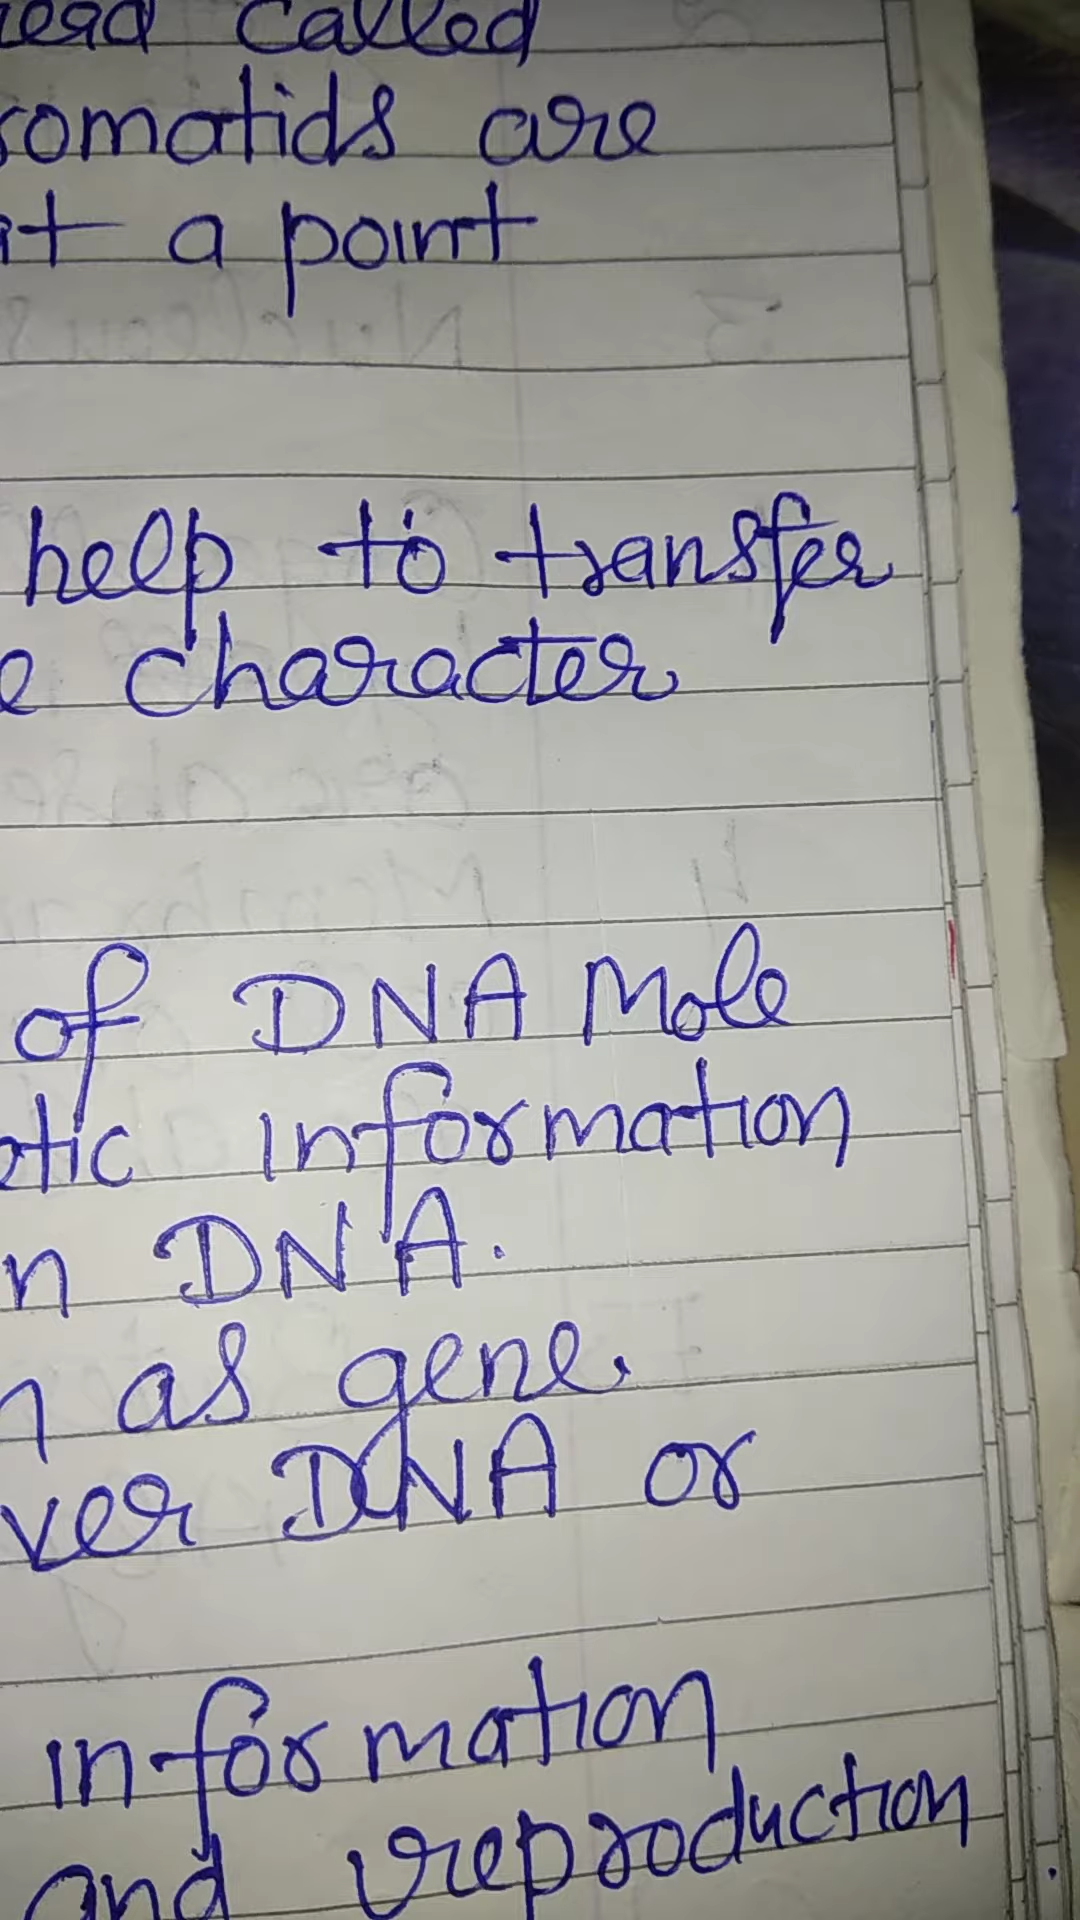 called
are
a point
help to transfer
character
of DNA Mole
Information
DNA.
as gene.
DNA or
information
and reproduction